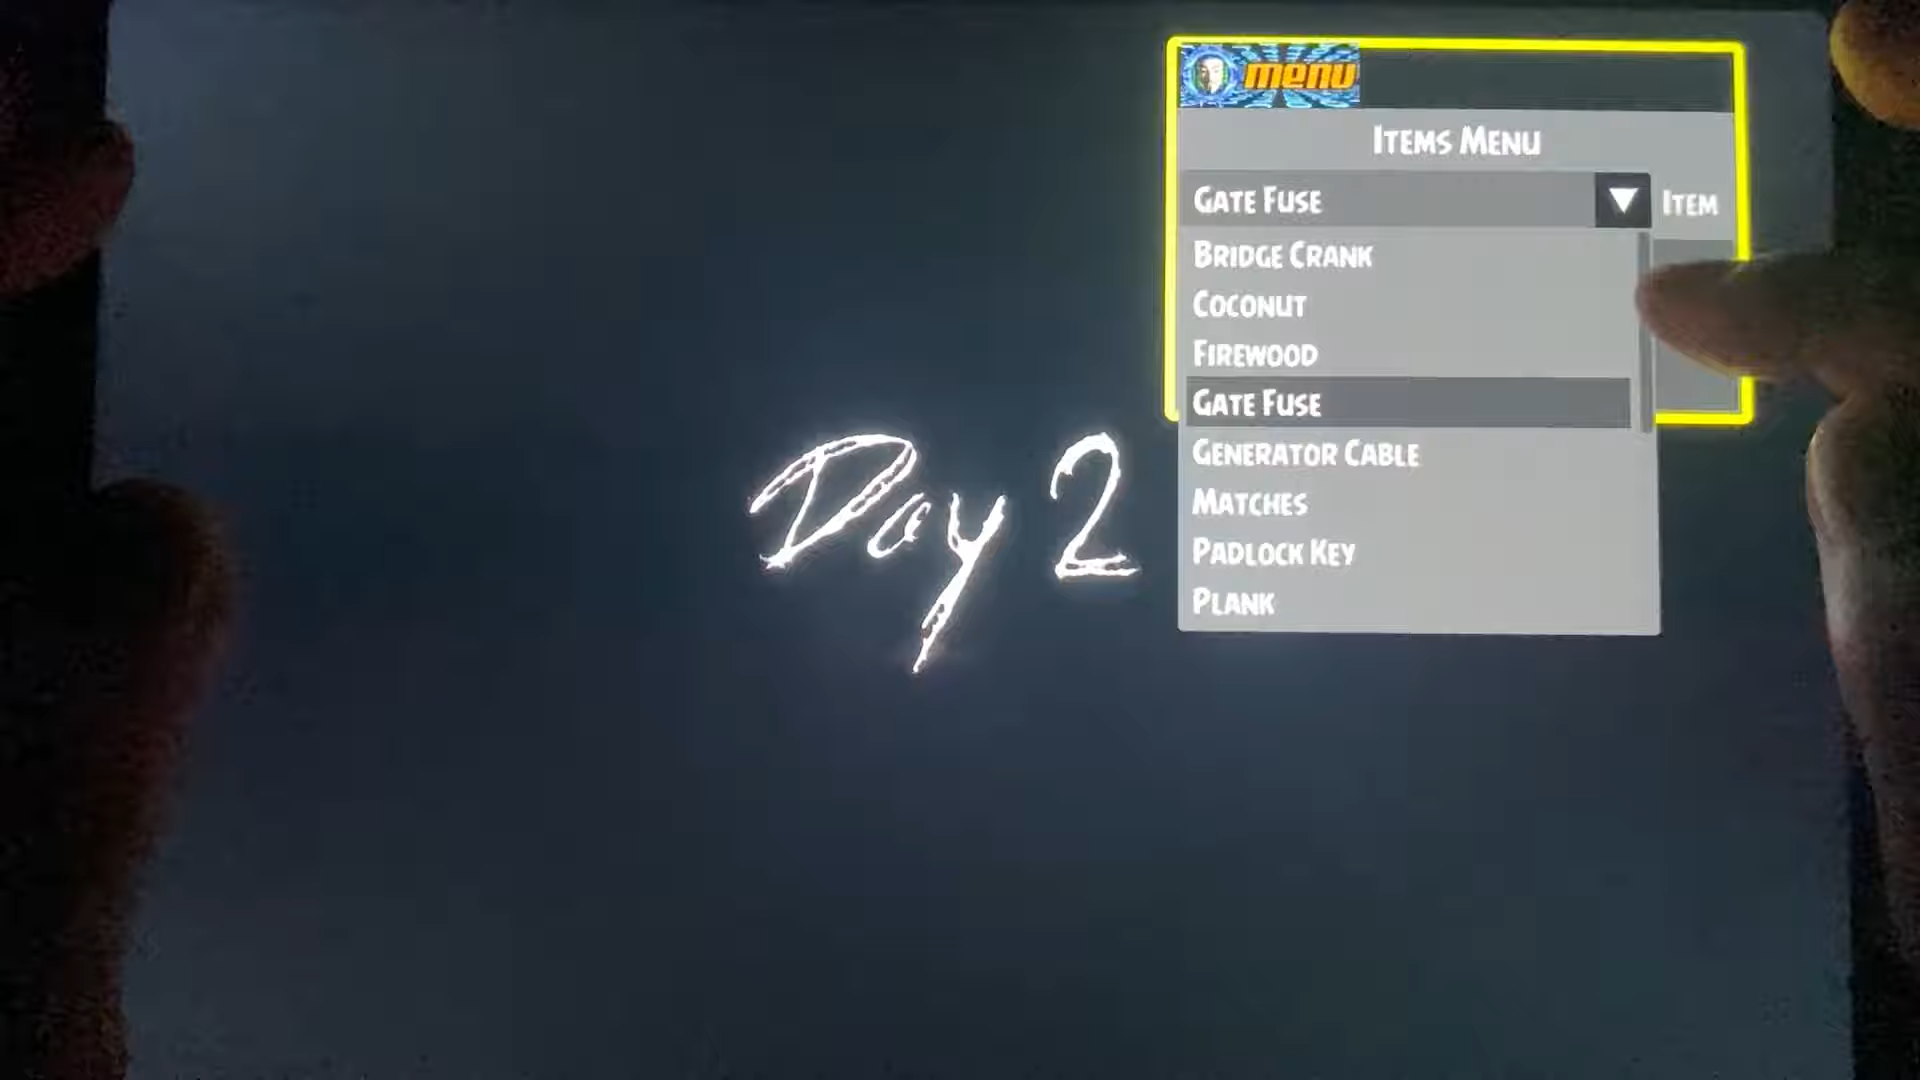 menu
Items Menu
Gate Fuse
Item
Bridge Crank
Coconut
Firewood
Gate Fuse
Generator Cable
Matches
Padlock Key
Plank
Day 2